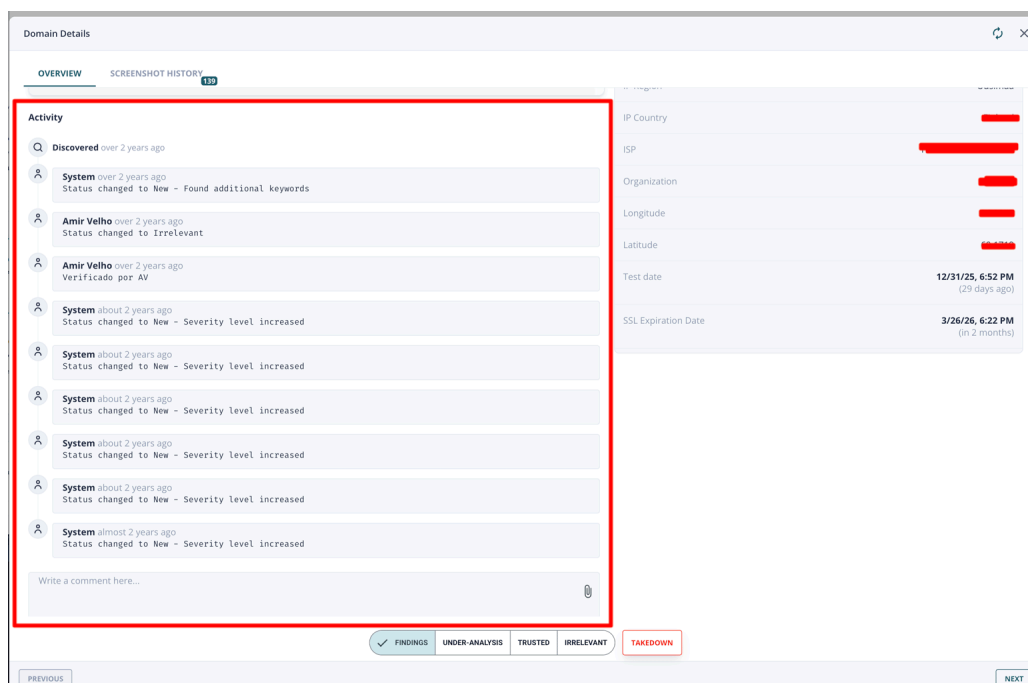 Domain Details
OVERVIEW
SCREENSHOT HISTORY
139
Activity
Discovered over 2 years ago
System over 2 years ago
Status changed to New - Found additional keywords
Amir Velho over 2 years ago
Status changed to Irrelevant
Amir Velho over 2 years ago
Verificado por AV
System about 2 years ago
Status changed to New - Severity level increased
System about 2 years ago
Status changed to New - Severity level increased
System about 2 years ago
Status changed to New - Severity level increased
System about 2 years ago
Status changed to New - Severity level increased
System about 2 years ago
Status changed to New - Severity level increased
System almost 2 years ago
Status changed to New - Severity level increased
Write a comment here...
IP Country
ISP
Organization
Longitude
Latitude
Test date
12/31/25, 6:52 PM
(29 days ago)
SSL Expiration Date
3/26/26, 6:22 PM
(in 2 months)
FINDINGS
UNDER-ANALYSIS
TRUSTED
IRRELEVANT
TAKEDOWN
PREVIOUS
NEXT